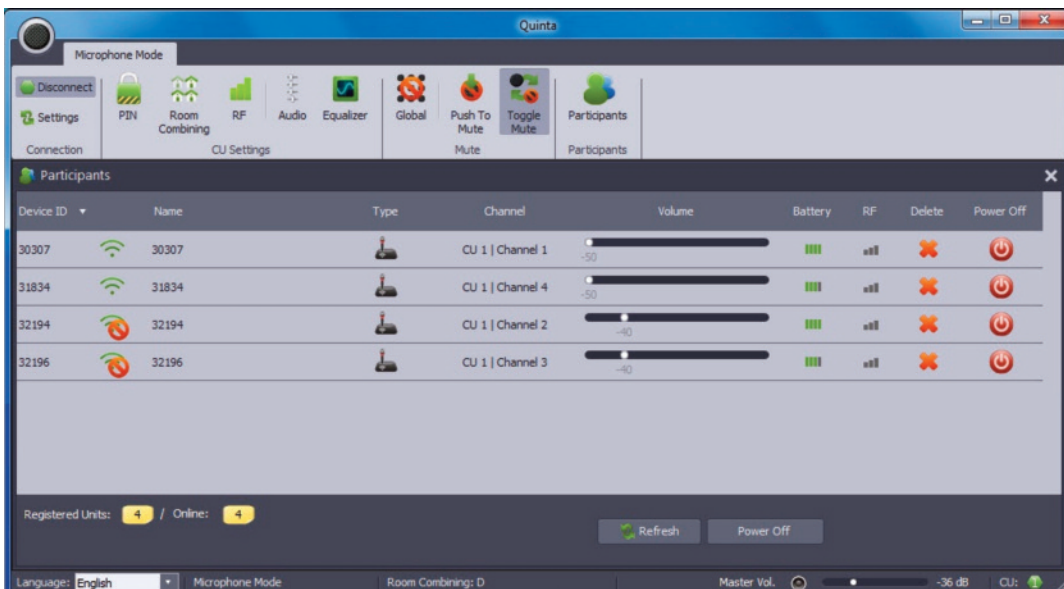 Quinta
Microphone Mode
Disconnect
Settings
Connection
PIN
Room Combining
RF
Audio
Equalizer
CU Settings
Global
Push To Mute
Toggle Mute
Mute
Participants
Participants
Participants
Device ID Name Type Channel Volume Battery RF Delete Power Off
30307 30307 CU 1 | Channel 1 -50
31834 31834 CU 1 | Channel 4 -50
32194 32194 CU 1 | Channel 2 -40
32196 32196 CU 1 | Channel 3 -40
Registered Units: 4 / Online: 4
Refresh Power Off
Language: English Microphone Mode Room Combining: D Master Vol. -36 dB CU: 1